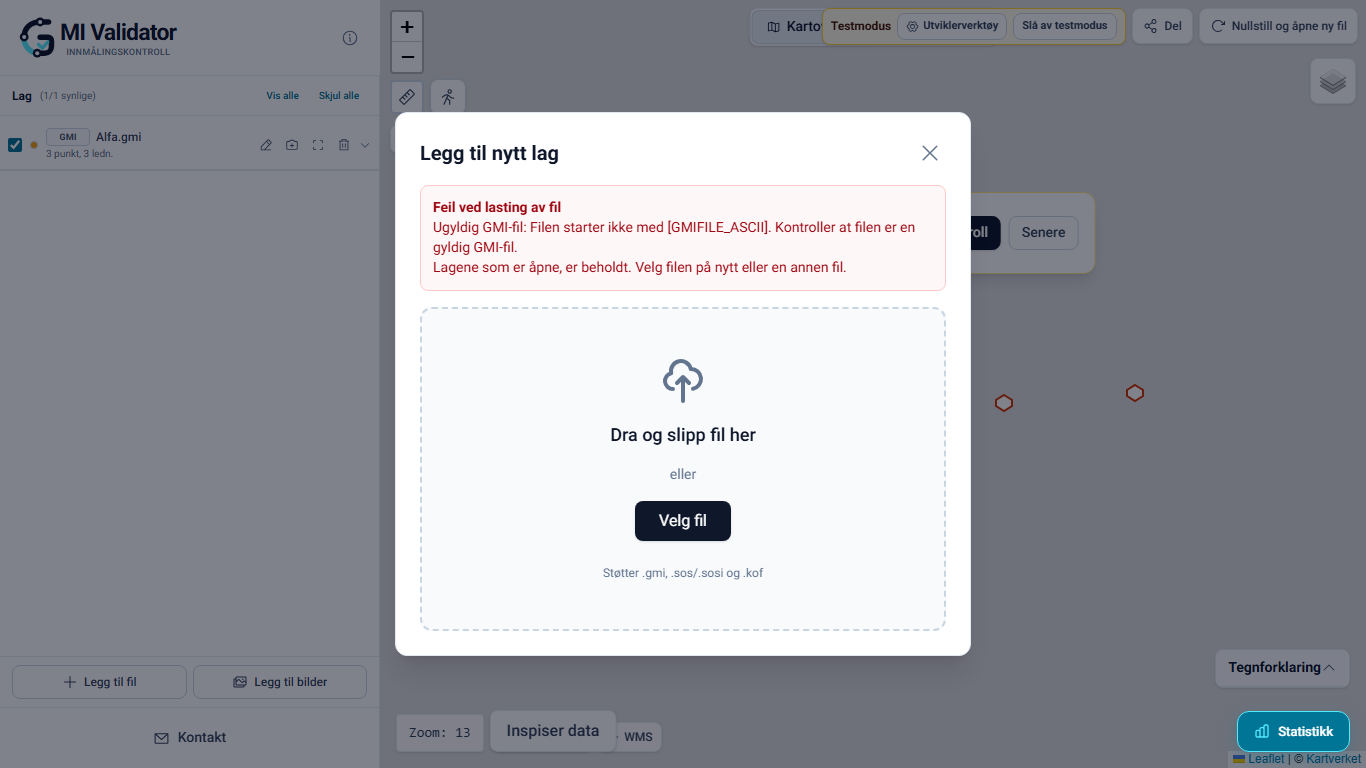 MI Validator
INNMÅLINGSKONTROLL
Lag (1/1 synlige) Vis alle Skjul alle
GMI Alfa.gmi
3 punkt, 3 ledn.
Legg til fil
Legg til bilder
Kontakt
+
−
Testmodus
Utviklerverktøy
Slå av testmodus
Del
Nullstill og åpne ny fil
Legg til nytt lag
Feil ved lasting av fil
Ugyldig GMI-fil: Filen starter ikke med [GMIFILE_ASCII]. Kontroller at filen er en
gyldig GMI-fil.
Lagene som er åpne, er beholdt. Velg filen på nytt eller en annen fil.
Dra og slipp fil her
eller
Velg fil
Støtter .gmi, .sos/.sosi og .kof
Senere
Tegnforklaring
Zoom: 13
Inspiser data
WMS
Statistikk
Leaflet | © Kartverket